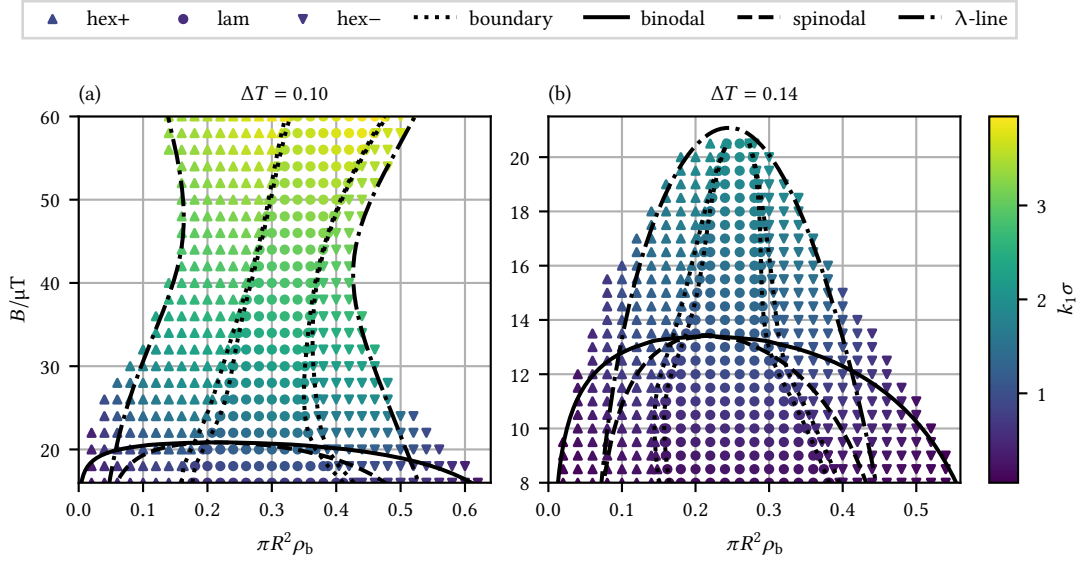 hex+ lam hex− boundary binodal spinodal λ-line
(a) ΔT = 0.10
(b) ΔT = 0.14
60
50
40
30
20
B/μT
0.0 0.1 0.2 0.3 0.4 0.5 0.6
πR²ρb
20
18
16
14
12
10
8
0.0 0.1 0.2 0.3 0.4 0.5
πR²ρb
3
2
1
k₁σ